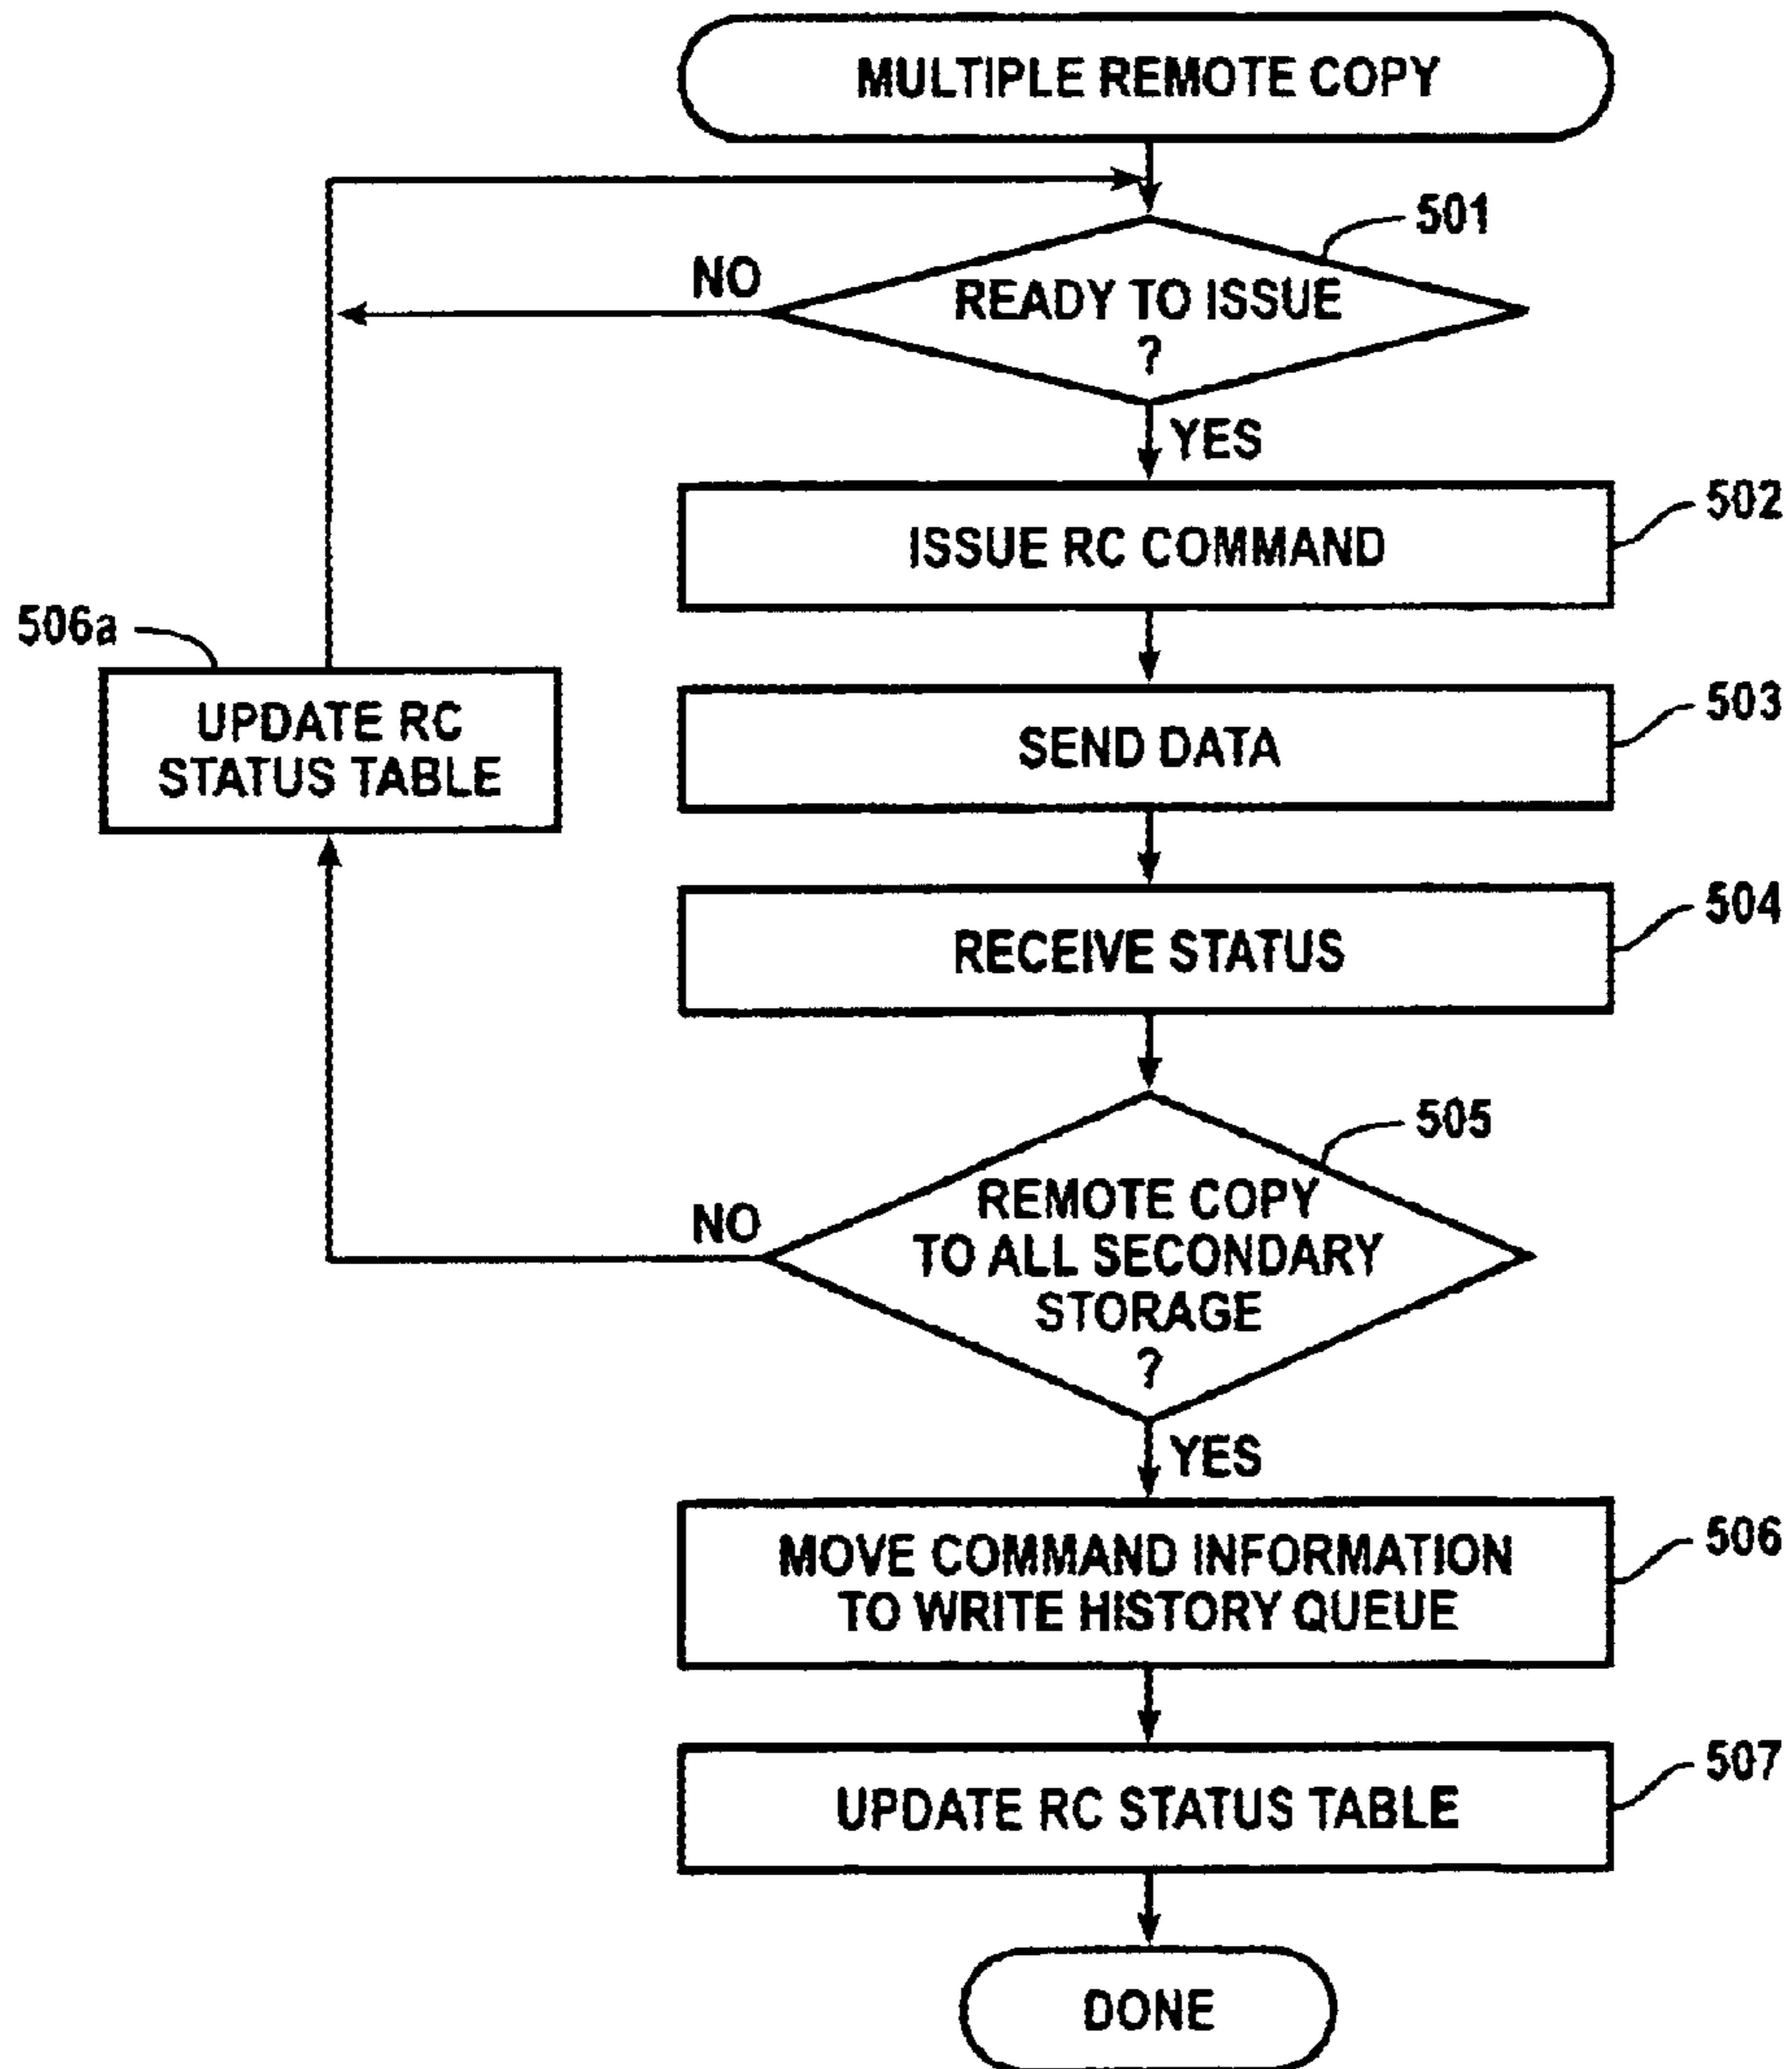 MULTIPLE REMOTE COPY
501
NO
READY TO ISSUE
?
YES
502
ISSUE RC COMMAND
506a
UPDATE RC
STATUS TABLE
503
SEND DATA
504
RECEIVE STATUS
505
NO
REMOTE COPY
TO ALL SECONDARY
STORAGE
?
YES
506
MOVE COMMAND INFORMATION
TO WRITE HISTORY QUEUE
507
UPDATE RC STATUS TABLE
DONE